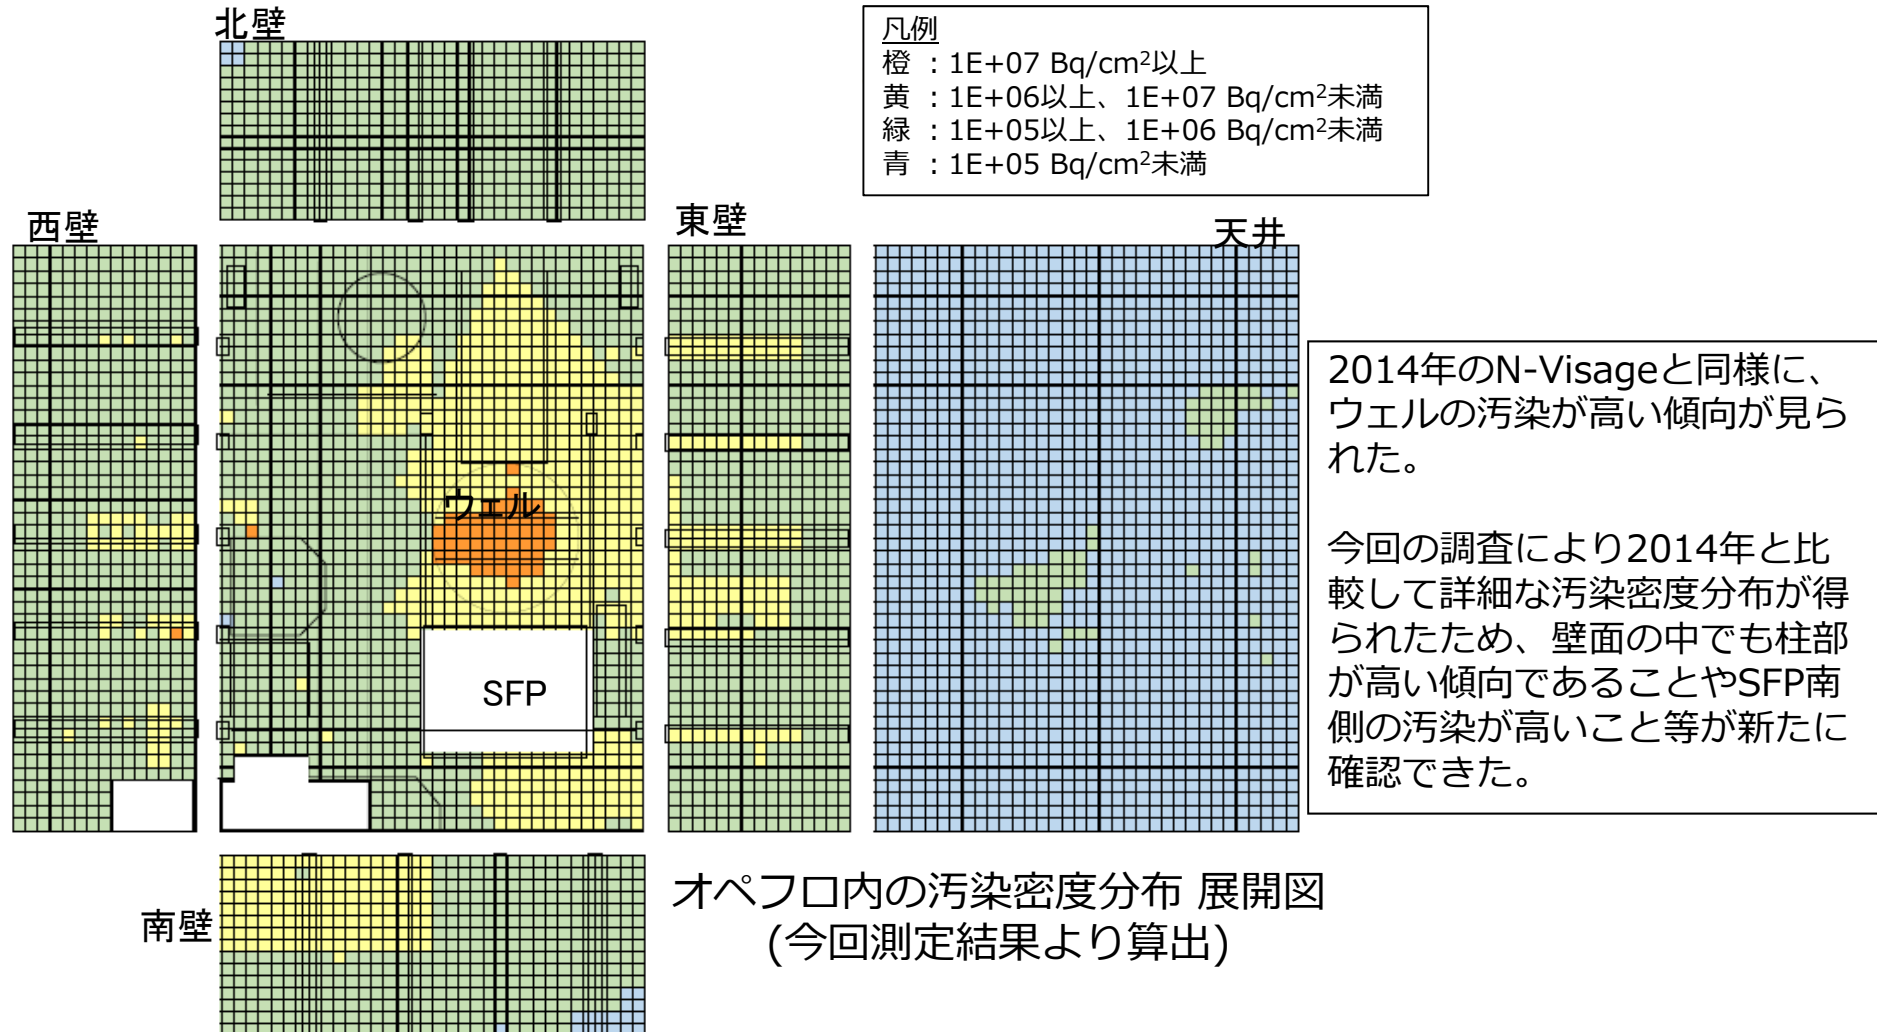 北壁
凡例
橙 ：1E+07 Bq/cm²以上
黄 ：1E+06以上、1E+07 Bq/cm²未満
緑 ：1E+05以上、1E+06 Bq/cm²未満
青 ：1E+05 Bq/cm²未満
西壁
東壁
天井
ウェル
SFP
2014年のN-Visageと同様に、
ウェルの汚染が高い傾向が見ら
れた。
今回の調査により2014年と比
較して詳細な汚染密度分布が得
られたため、壁面の中でも柱部
が高い傾向であることやSFP南
側の汚染が高いこと等が新たに
確認できた。
南壁
オペフロ内の汚染密度分布 展開図
(今回測定結果より算出)